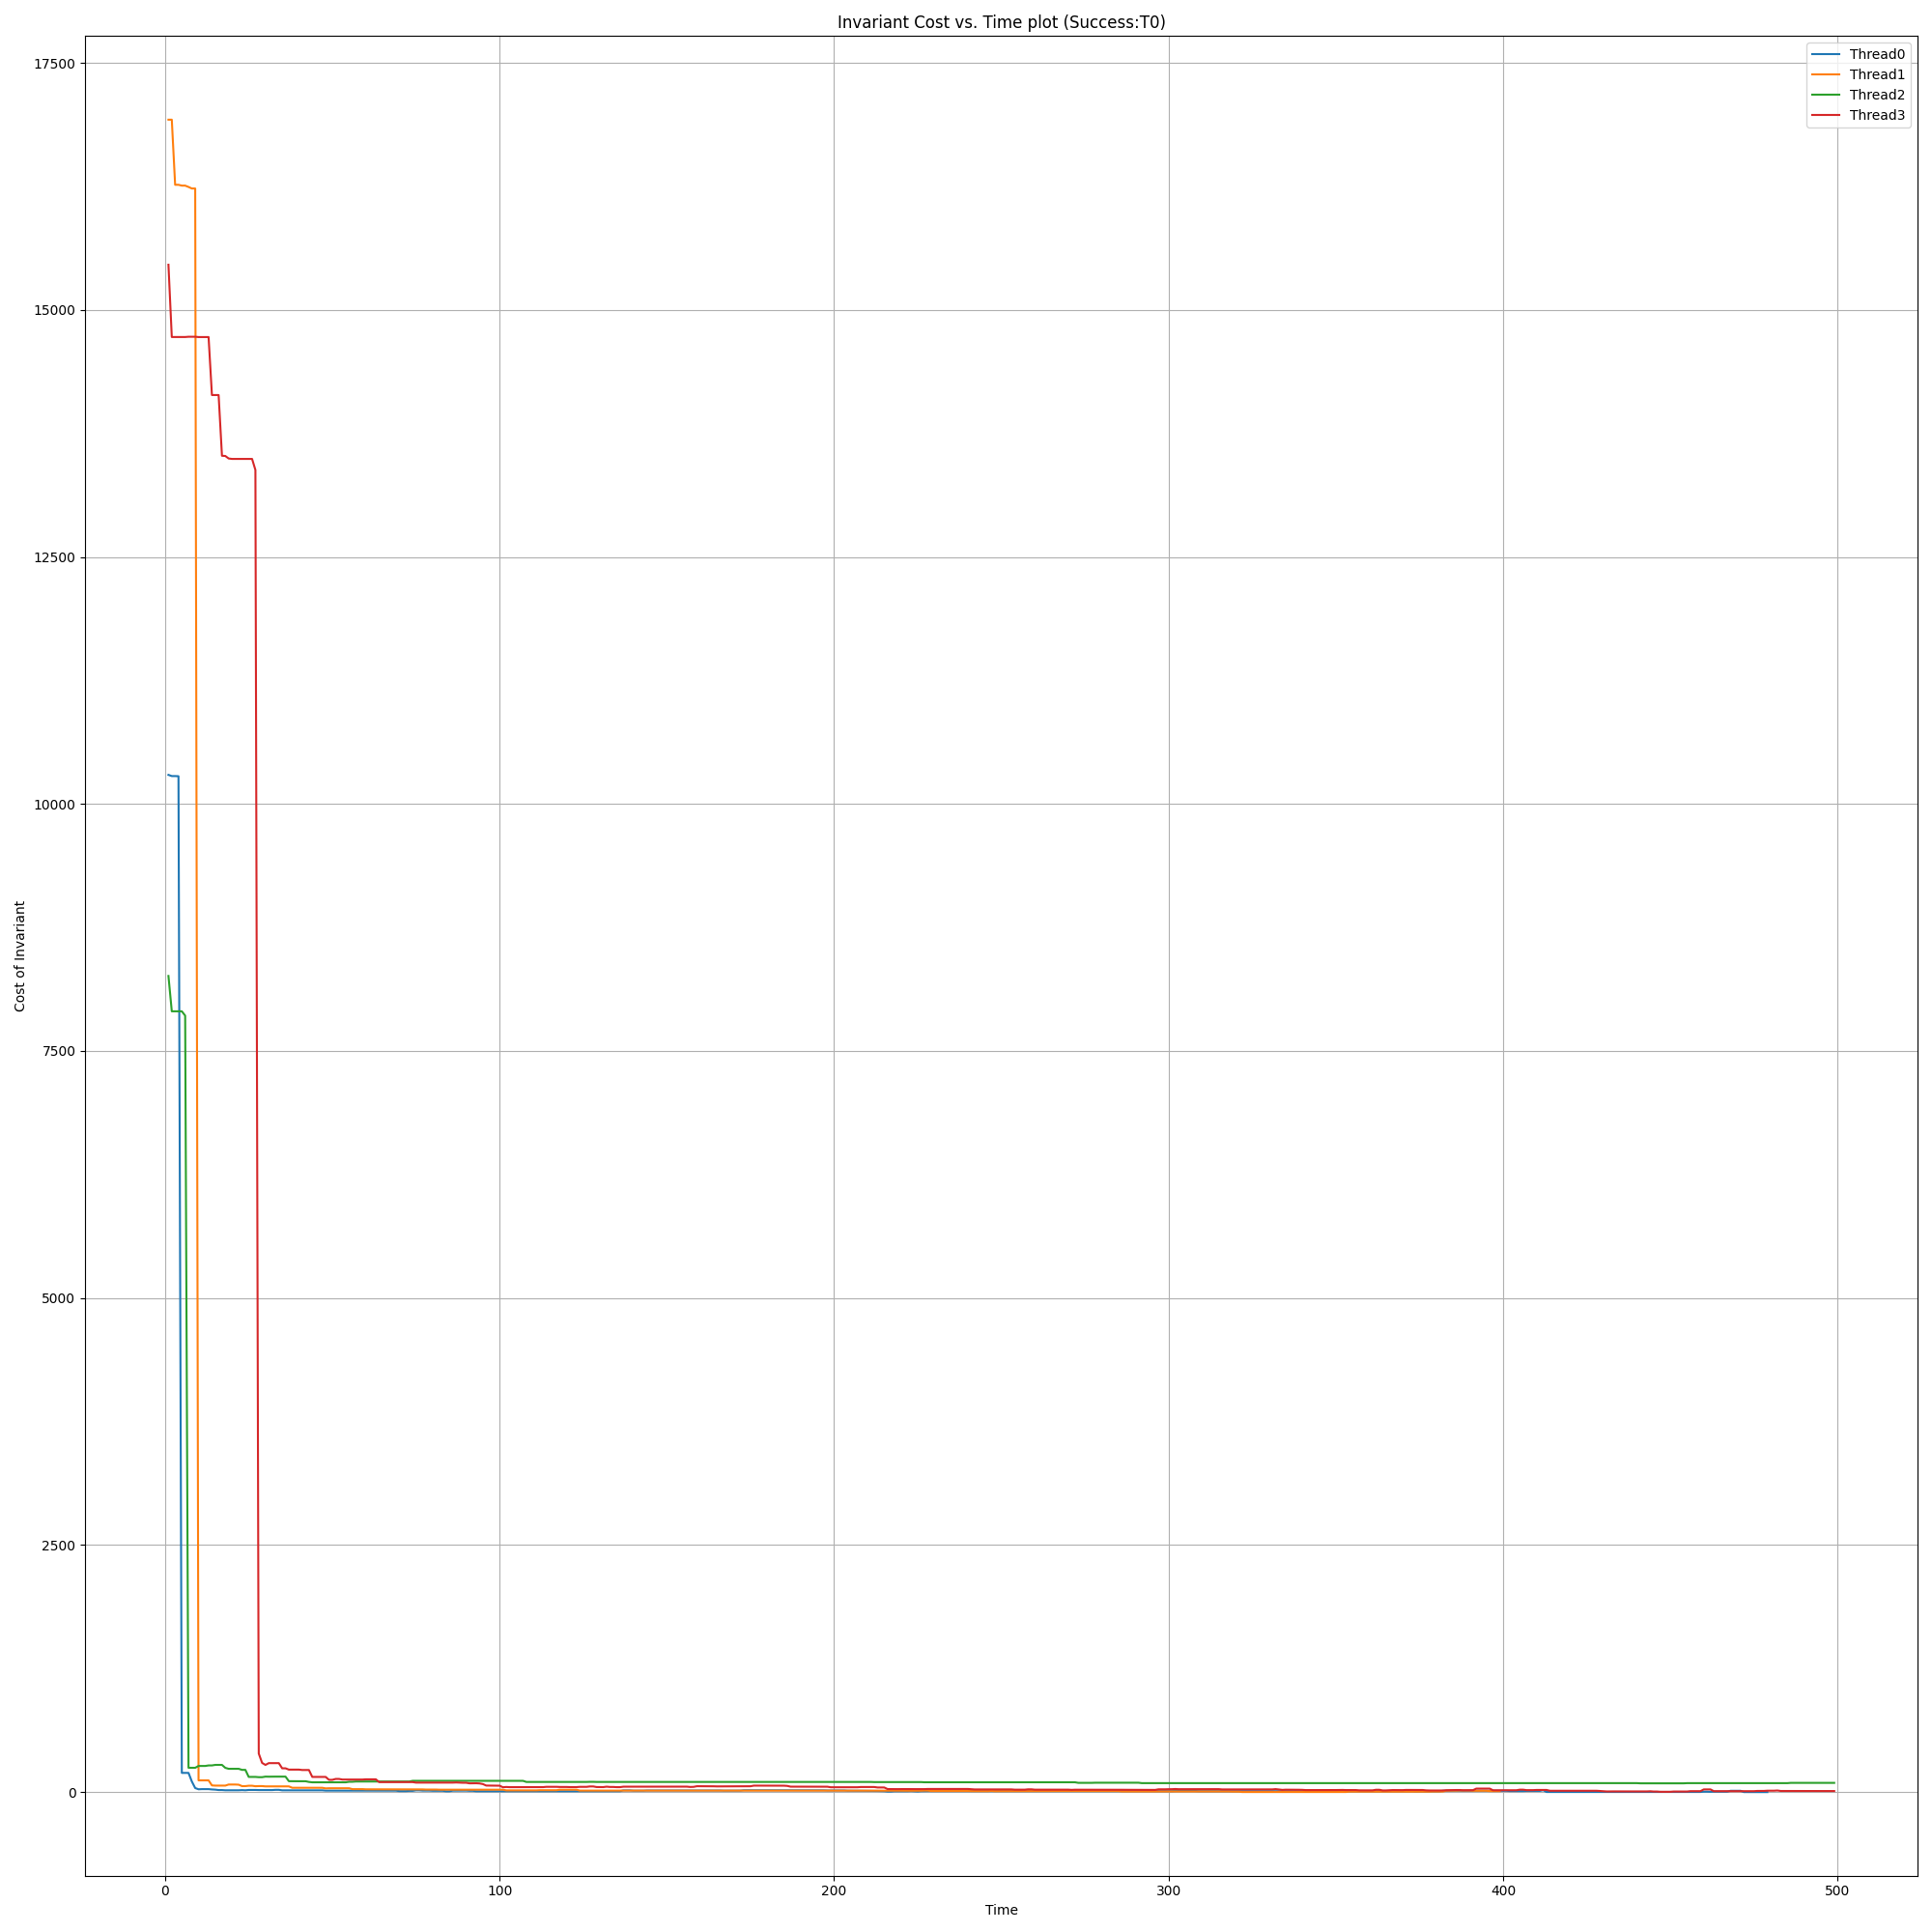 Invariant Cost vs. Time plot (Success:T0)
Thread0
Thread1
Thread2
Thread3
17500
15000
12500
10000
7500
5000
2500
0
Cost of Invariant
0 100 200 300 400 500
Time